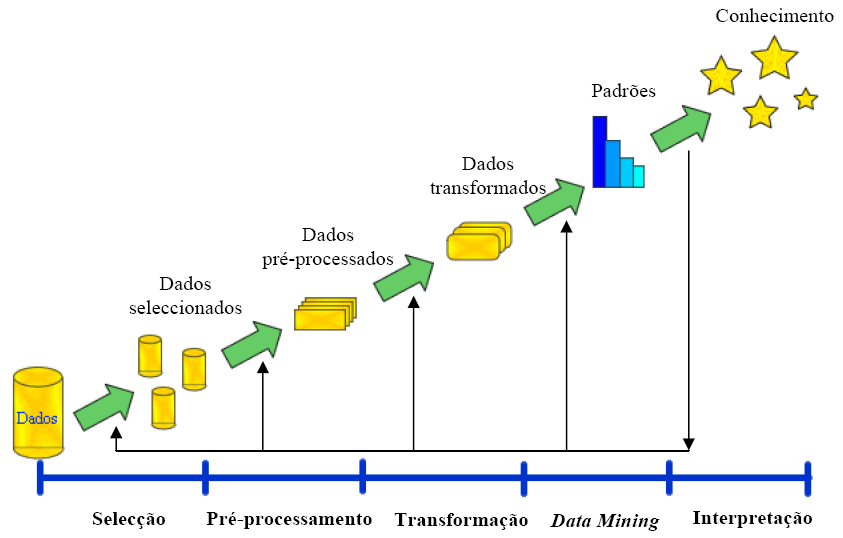 Conhecimento
Padrões
Dados
transformados
Dados
pré-processados
Dados
seleccionados
Dados
Selecção
Pré-processamento
Transformação
Data Mining
Interpretação